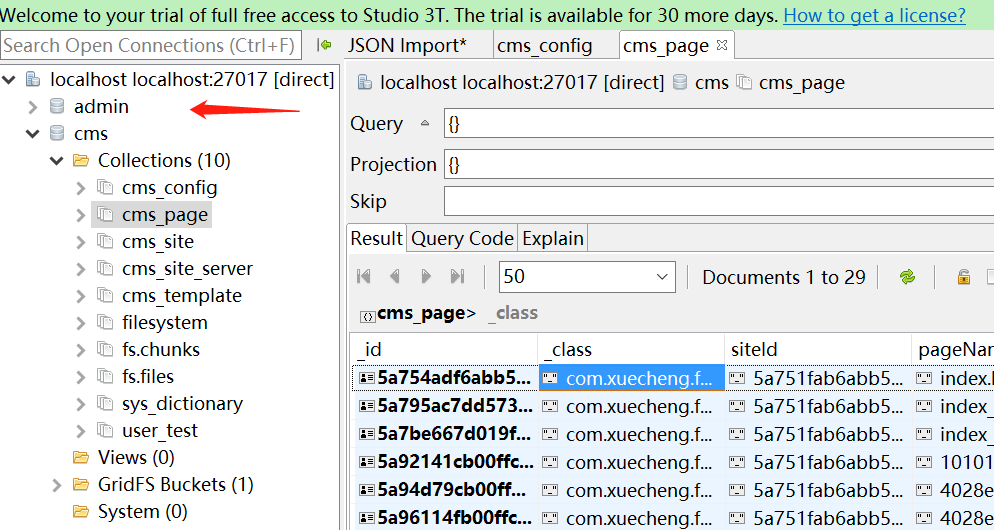 Welcome to your trial of full free access to Studio 3T. The trial is available for 30 more days. How to get a license?
Search Open Connections (Ctrl+F)
JSON Import* cms_config cms_page
localhost localhost:27017 [direct]
admin
cms
Collections (10)
cms_config
cms_page
cms_site
cms_site_server
cms_template
filesystem
fs.chunks
fs.files
sys_dictionary
user_test
Views (0)
GridFS Buckets (1)
System (0)
localhost localhost:27017 [direct] cms cms_page
Query {}
Projection {}
Skip
Result Query Code Explain
50 Documents 1 to 29
cms_page> _class
_id _class siteId pageNar
5a754adf6abb5... com.xuecheng.f... 5a751fab6abb5... index.
5a795ac7dd573... com.xuecheng.f... 5a751fab6abb5... index_
5a7be667d019f... com.xuecheng.f... 5a751fab6abb5... index_
5a92141cb00ffc... com.xuecheng.f... 5a751fab6abb5... 10101
5a94d79cb00ff... com.xuecheng.f... 5a751fab6abb5... 4028e
5a96114fb00ffc... com.xuecheng.f... 5a751fab6abb5... 4028e